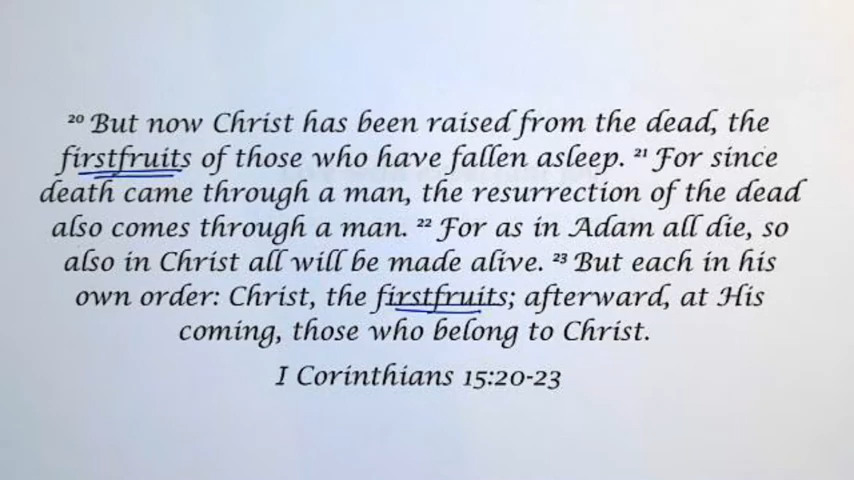 ²⁰ But now Christ has been raised from the dead, the
firstfruits of those who have fallen asleep. ²¹ For since
death came through a man, the resurrection of the dead
also comes through a man. ²² For as in Adam all die, so
also in Christ all will be made alive. ²³ But each in his
own order: Christ, the firstfruits; afterward, at His
coming, those who belong to Christ.
I Corinthians 15:20-23